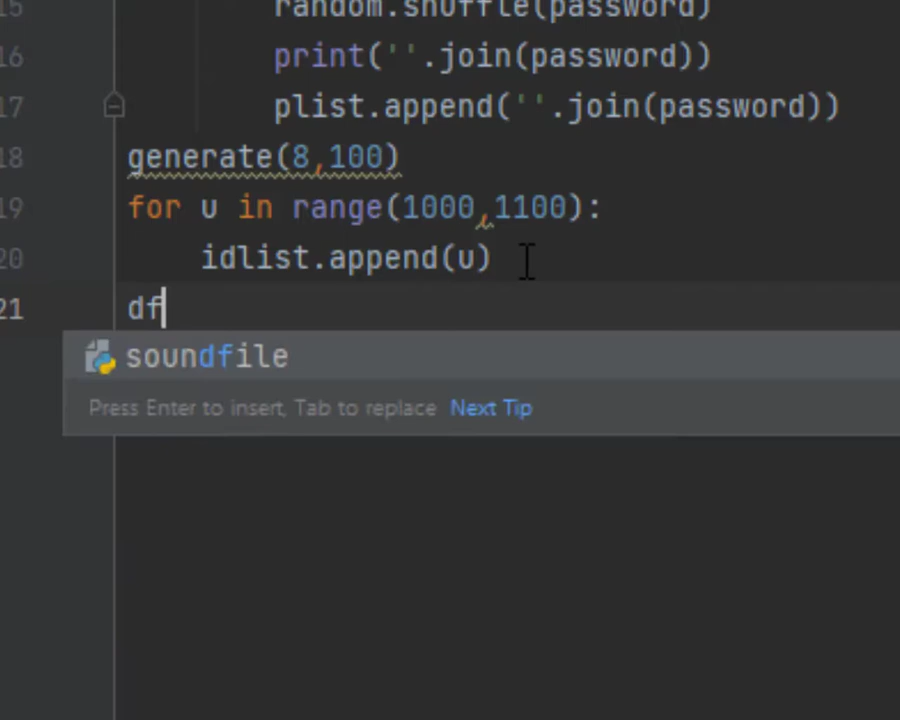 15 random.shuffle(password)
16 print(''.join(password))
17 plist.append(''.join(password))
18 generate(8,100)
19 for u in range(1000,1100):
20 idlist.append(u)
21 df
soundfile
Press Enter to insert, Tab to replace Next Tip